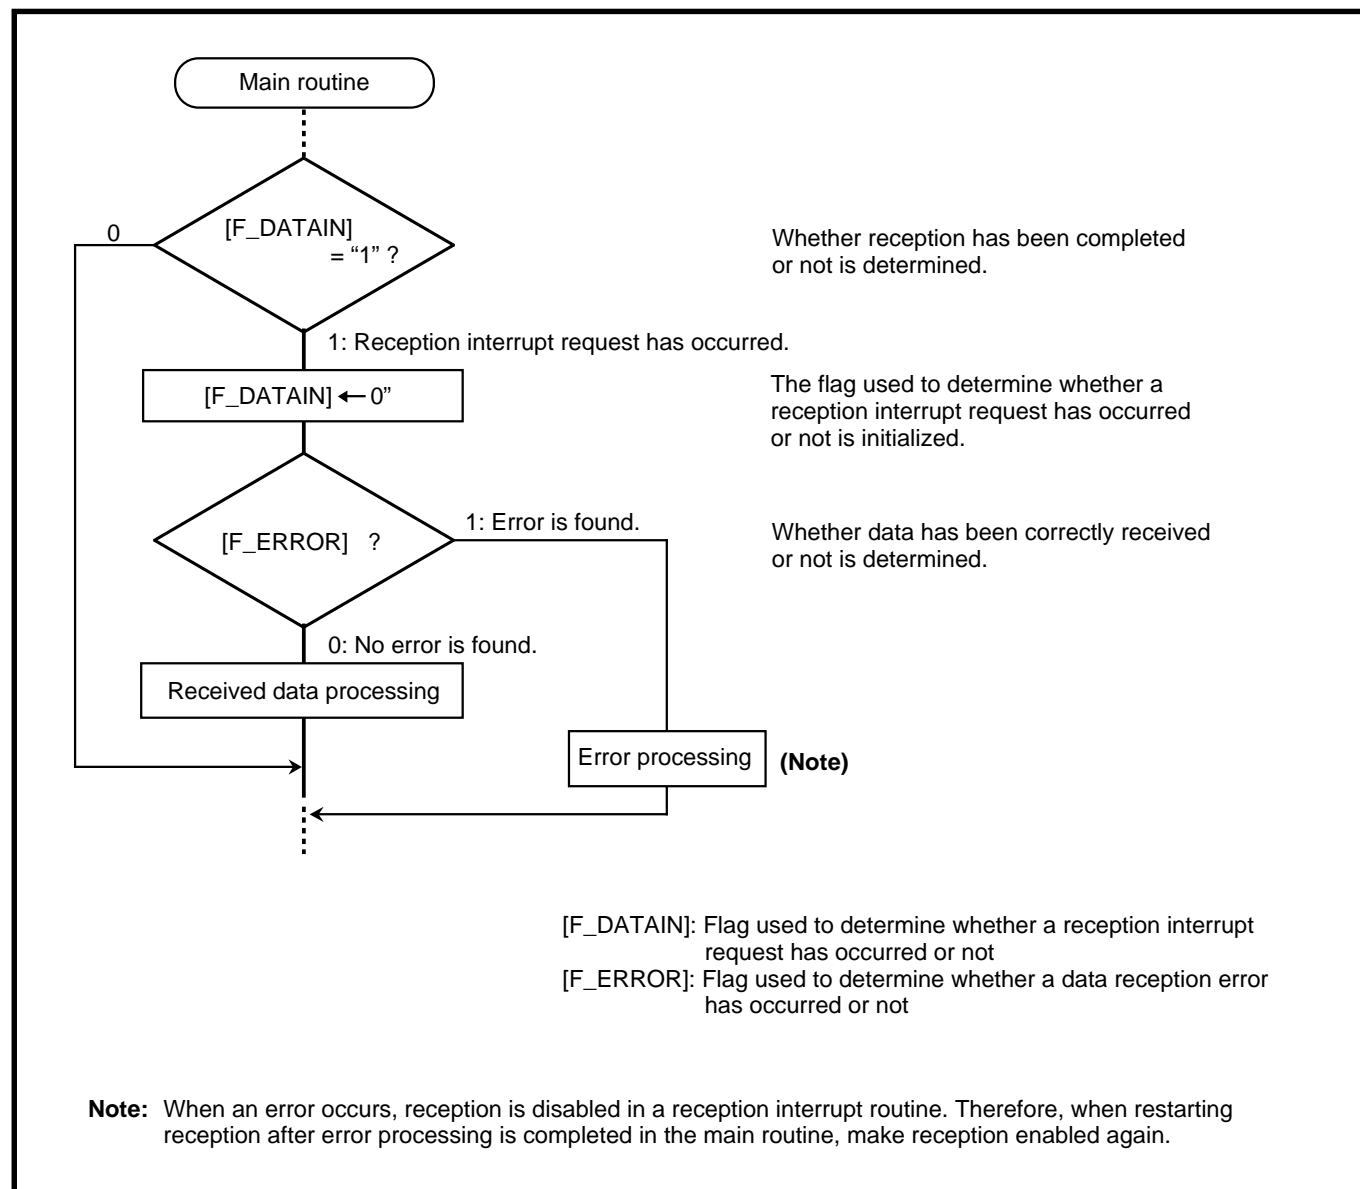 Main routine
0
[F_DATAIN]
= “1” ?
Whether reception has been completed
or not is determined.
1: Reception interrupt request has occurred.
[F_DATAIN] ← 0”
The flag used to determine whether a
reception interrupt request has occurred
or not is initialized.
[F_ERROR] ?
1: Error is found.
Whether data has been correctly received
or not is determined.
0: No error is found.
Received data processing
Error processing
(Note)
[F_DATAIN]: Flag used to determine whether a reception interrupt
request has occurred or not
[F_ERROR]: Flag used to determine whether a data reception error
has occurred or not
Note: When an error occurs, reception is disabled in a reception interrupt routine. Therefore, when restarting
reception after error processing is completed in the main routine, make reception enabled again.